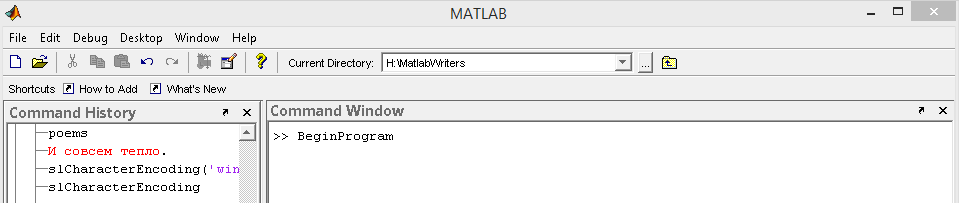 MATLAB
File Edit Debug Desktop Window Help
Current Directory: H:\MatlabWriters ...
Shortcuts How to Add What's New
Command History
poems
И совсем тепло.
slCharacterEncoding('win
slCharacterEncoding
Command Window
>> BeginProgram